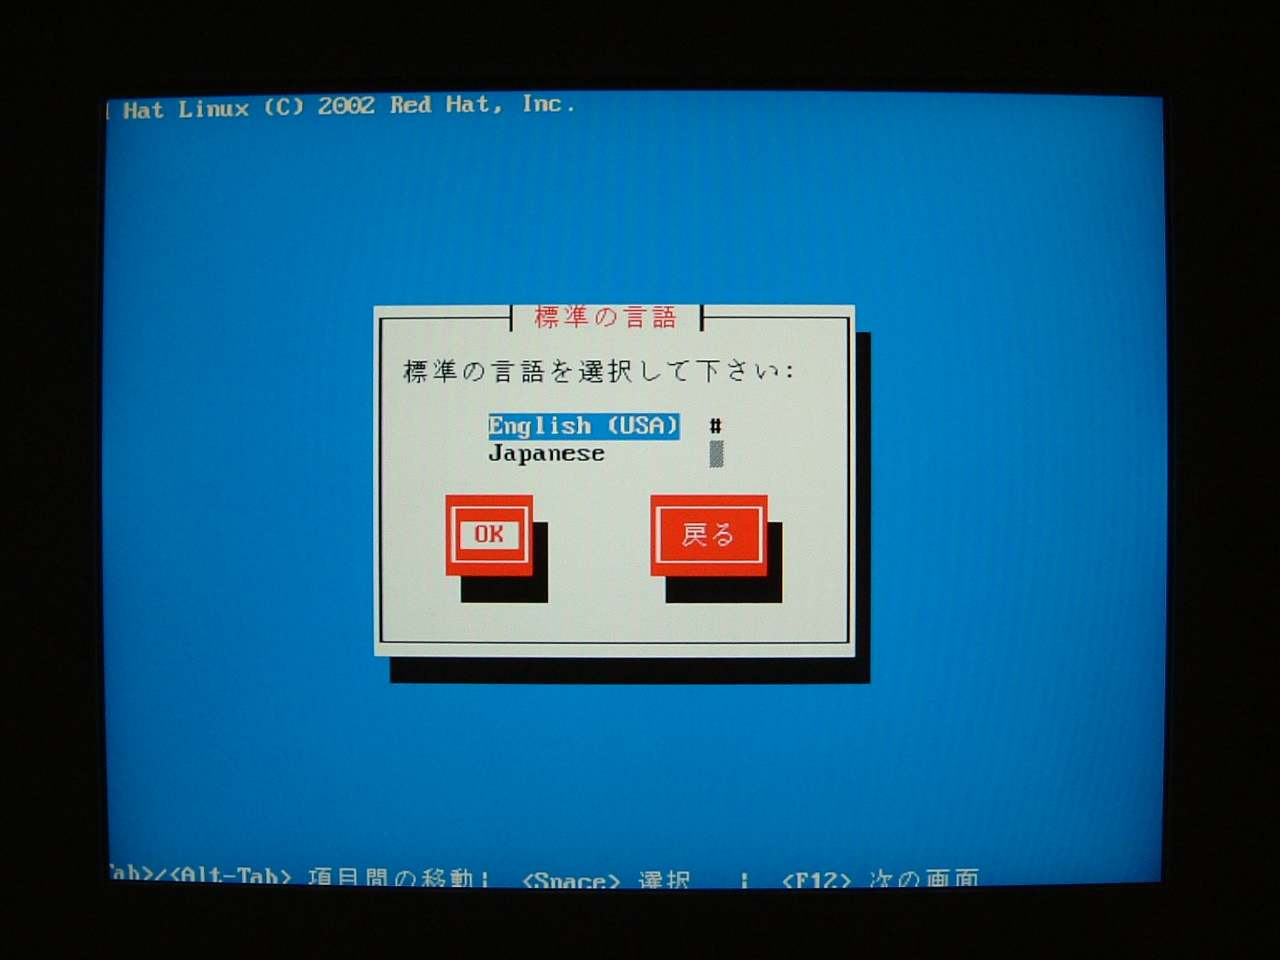 Hat Linux (C) 2002 Red Hat, Inc.
標準の言語
標準の言語を選択して下さい:
English (USA) #
Japanese
OK 戻る
Tab>/<Alt-Tab> 項目間の移動| <Space> 選択 | <F12> 次の画面